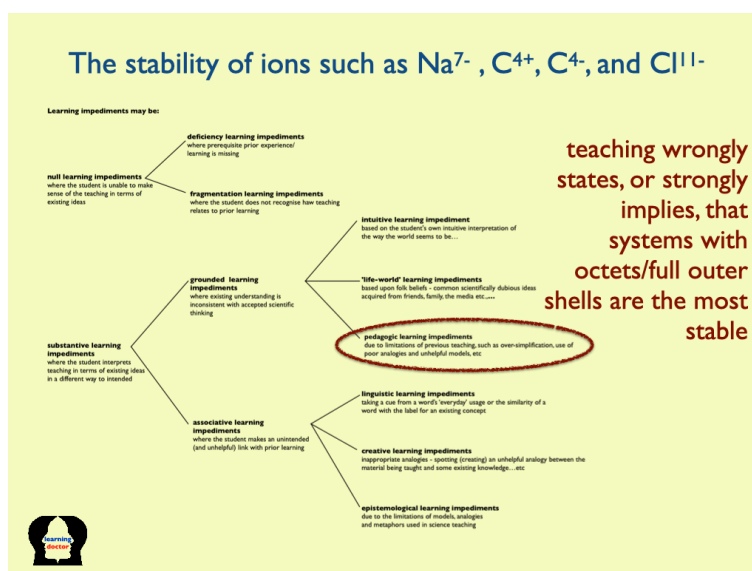 The stability of ions such as Na7- , C4+, C4-, and Cl11-
Learning impediments may be:
deficiency learning impediments
where prerequisite prior experience/
learning is missing
null learning impediments
where the student is unable to make
sense of the teaching in terms of
existing ideas
fragmentation learning impediments
where the student does not recognise how teaching
relates to prior learning
intuitive learning impediment
based on the student's own intuitive interpretation of
the way the world seems to be…
grounded learning
impediments
where existing understanding is
inconsistent with accepted scientific
thinking
'life-world' learning impediments
based upon folk beliefs - common scientifically dubious ideas
acquired from friends, family, the media etc.….
pedagogic learning impediments
due to limitations of previous teaching, such as over-simplification, use of
poor analogies and unhelpful models, etc
substantive learning
impediments
where the student interprets
teaching in terms of existing ideas
in a different way to intended
linguistic learning impediments
taking a cue from a word's 'everyday' usage or the similarity of a
word with the label for an existing concept
associative learning
impediments
where the student makes an unintended
(and unhelpful) link with prior learning
creative learning impediments
inappropriate analogies - spotting (creating) an unhelpful analogy between the
material being taught and some existing knowledge…etc
epistemological learning impediments
due to the limitations of models, analogies
and metaphors used in science teaching
teaching wrongly
states, or strongly
implies, that
systems with
octets/full outer
shells are the most
stable
learning
doctor